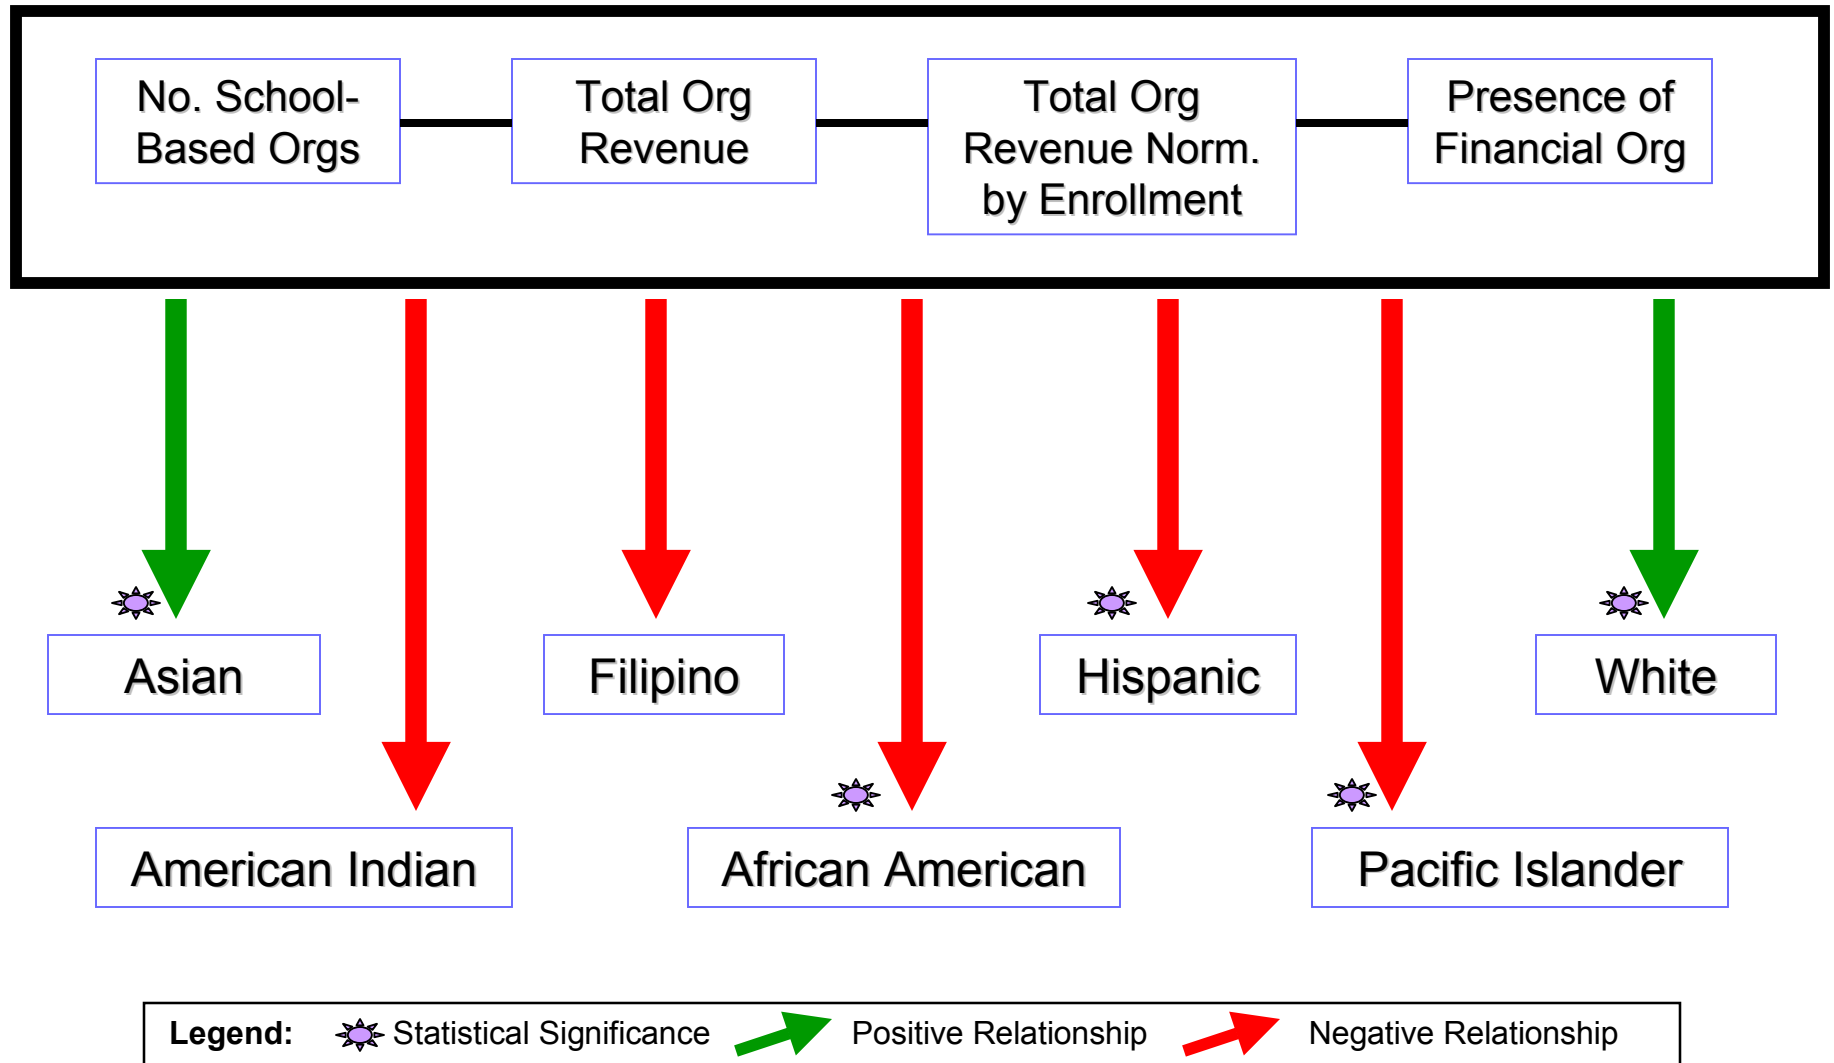 No. School-
Based Orgs
Total Org
Revenue
Total Org
Revenue Norm.
by Enrollment
Presence of
Financial Org
Asian
Filipino
Hispanic
White
American Indian
African American
Pacific Islander
Legend: Statistical Significance Positive Relationship Negative Relationship